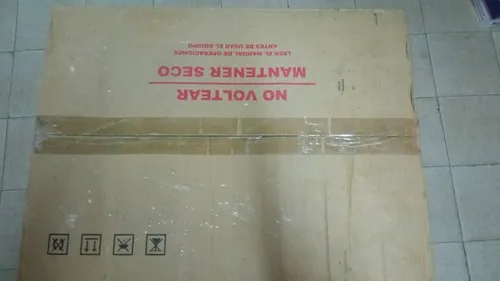 NO VOLTEAR
MANTENER SECO
LEER EL MANUAL DE OPERACIONES
ANTES DE USAR EL EQUIPO